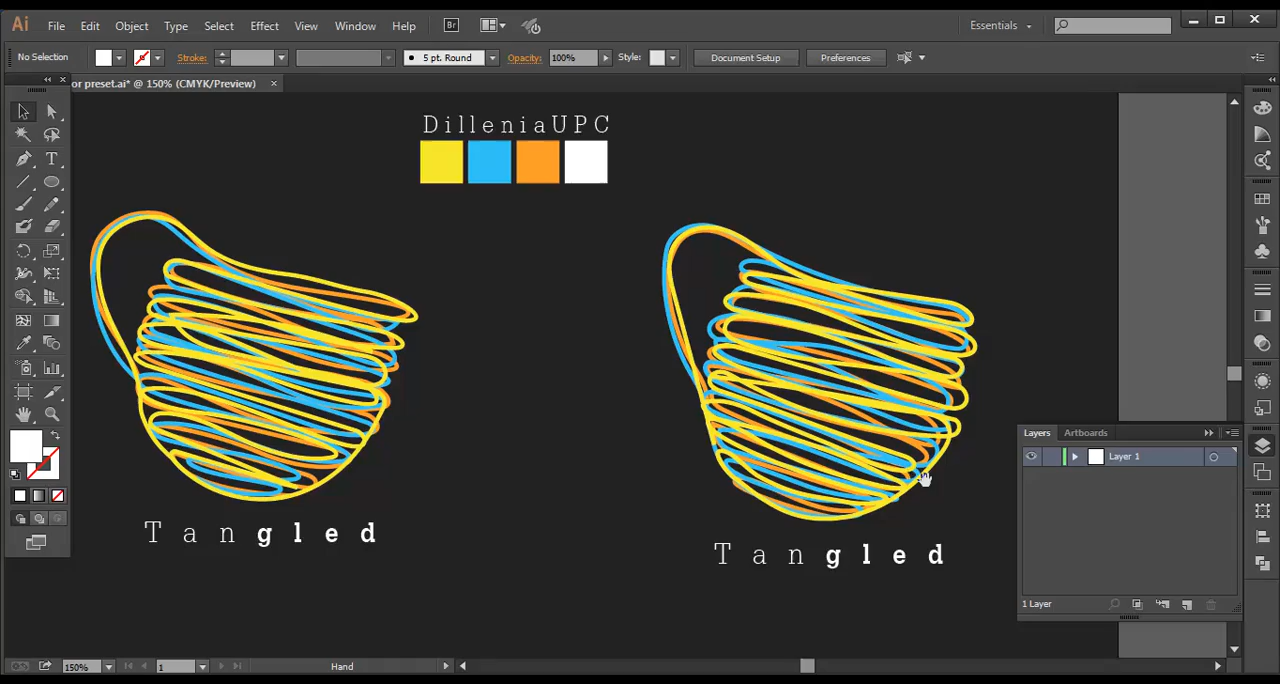 Ai File Edit Object Type Select Effect View Window Help Br Essentials
No Selection Stroke: 5 pt. Round Opacity: 100% Style: Document Setup Preferences
or preset.ai* @ 150% (CMYK/Preview) ×
DilleniaUPC
Tangled
Tangled
Layers Artboards
Layer 1
1 Layer
150% 1 Hand